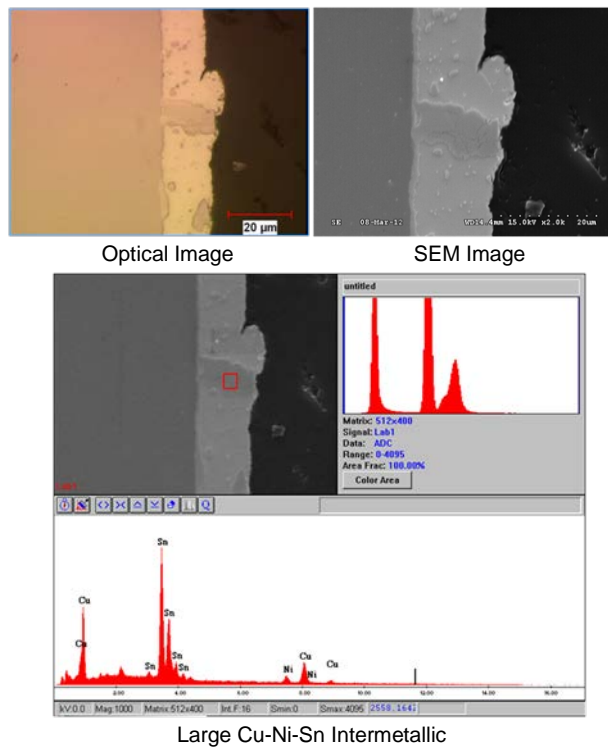 20 µm
SE 08-Mar-12 WD14.4mm 15.0kV x2.0k 20um
Optical Image
SEM Image
untitled
Matrix: 512x400
Signal: Lab1
Data: ADC
Range: 0-4095
Area Frac: 100.00%
Color Area
Q
Sn
Cu
Sn
Cu
Sn
Sn
Sn
Cu
Ni
Ni
Cu
2.00 4.00 6.00 8.00 10.00 12.00 14.00 16.00
kV:0.0 Mag:1000 Matrix:512x400 Int.F:16 Smin:0 Smax:4095
Large Cu-Ni-Sn Intermetallic